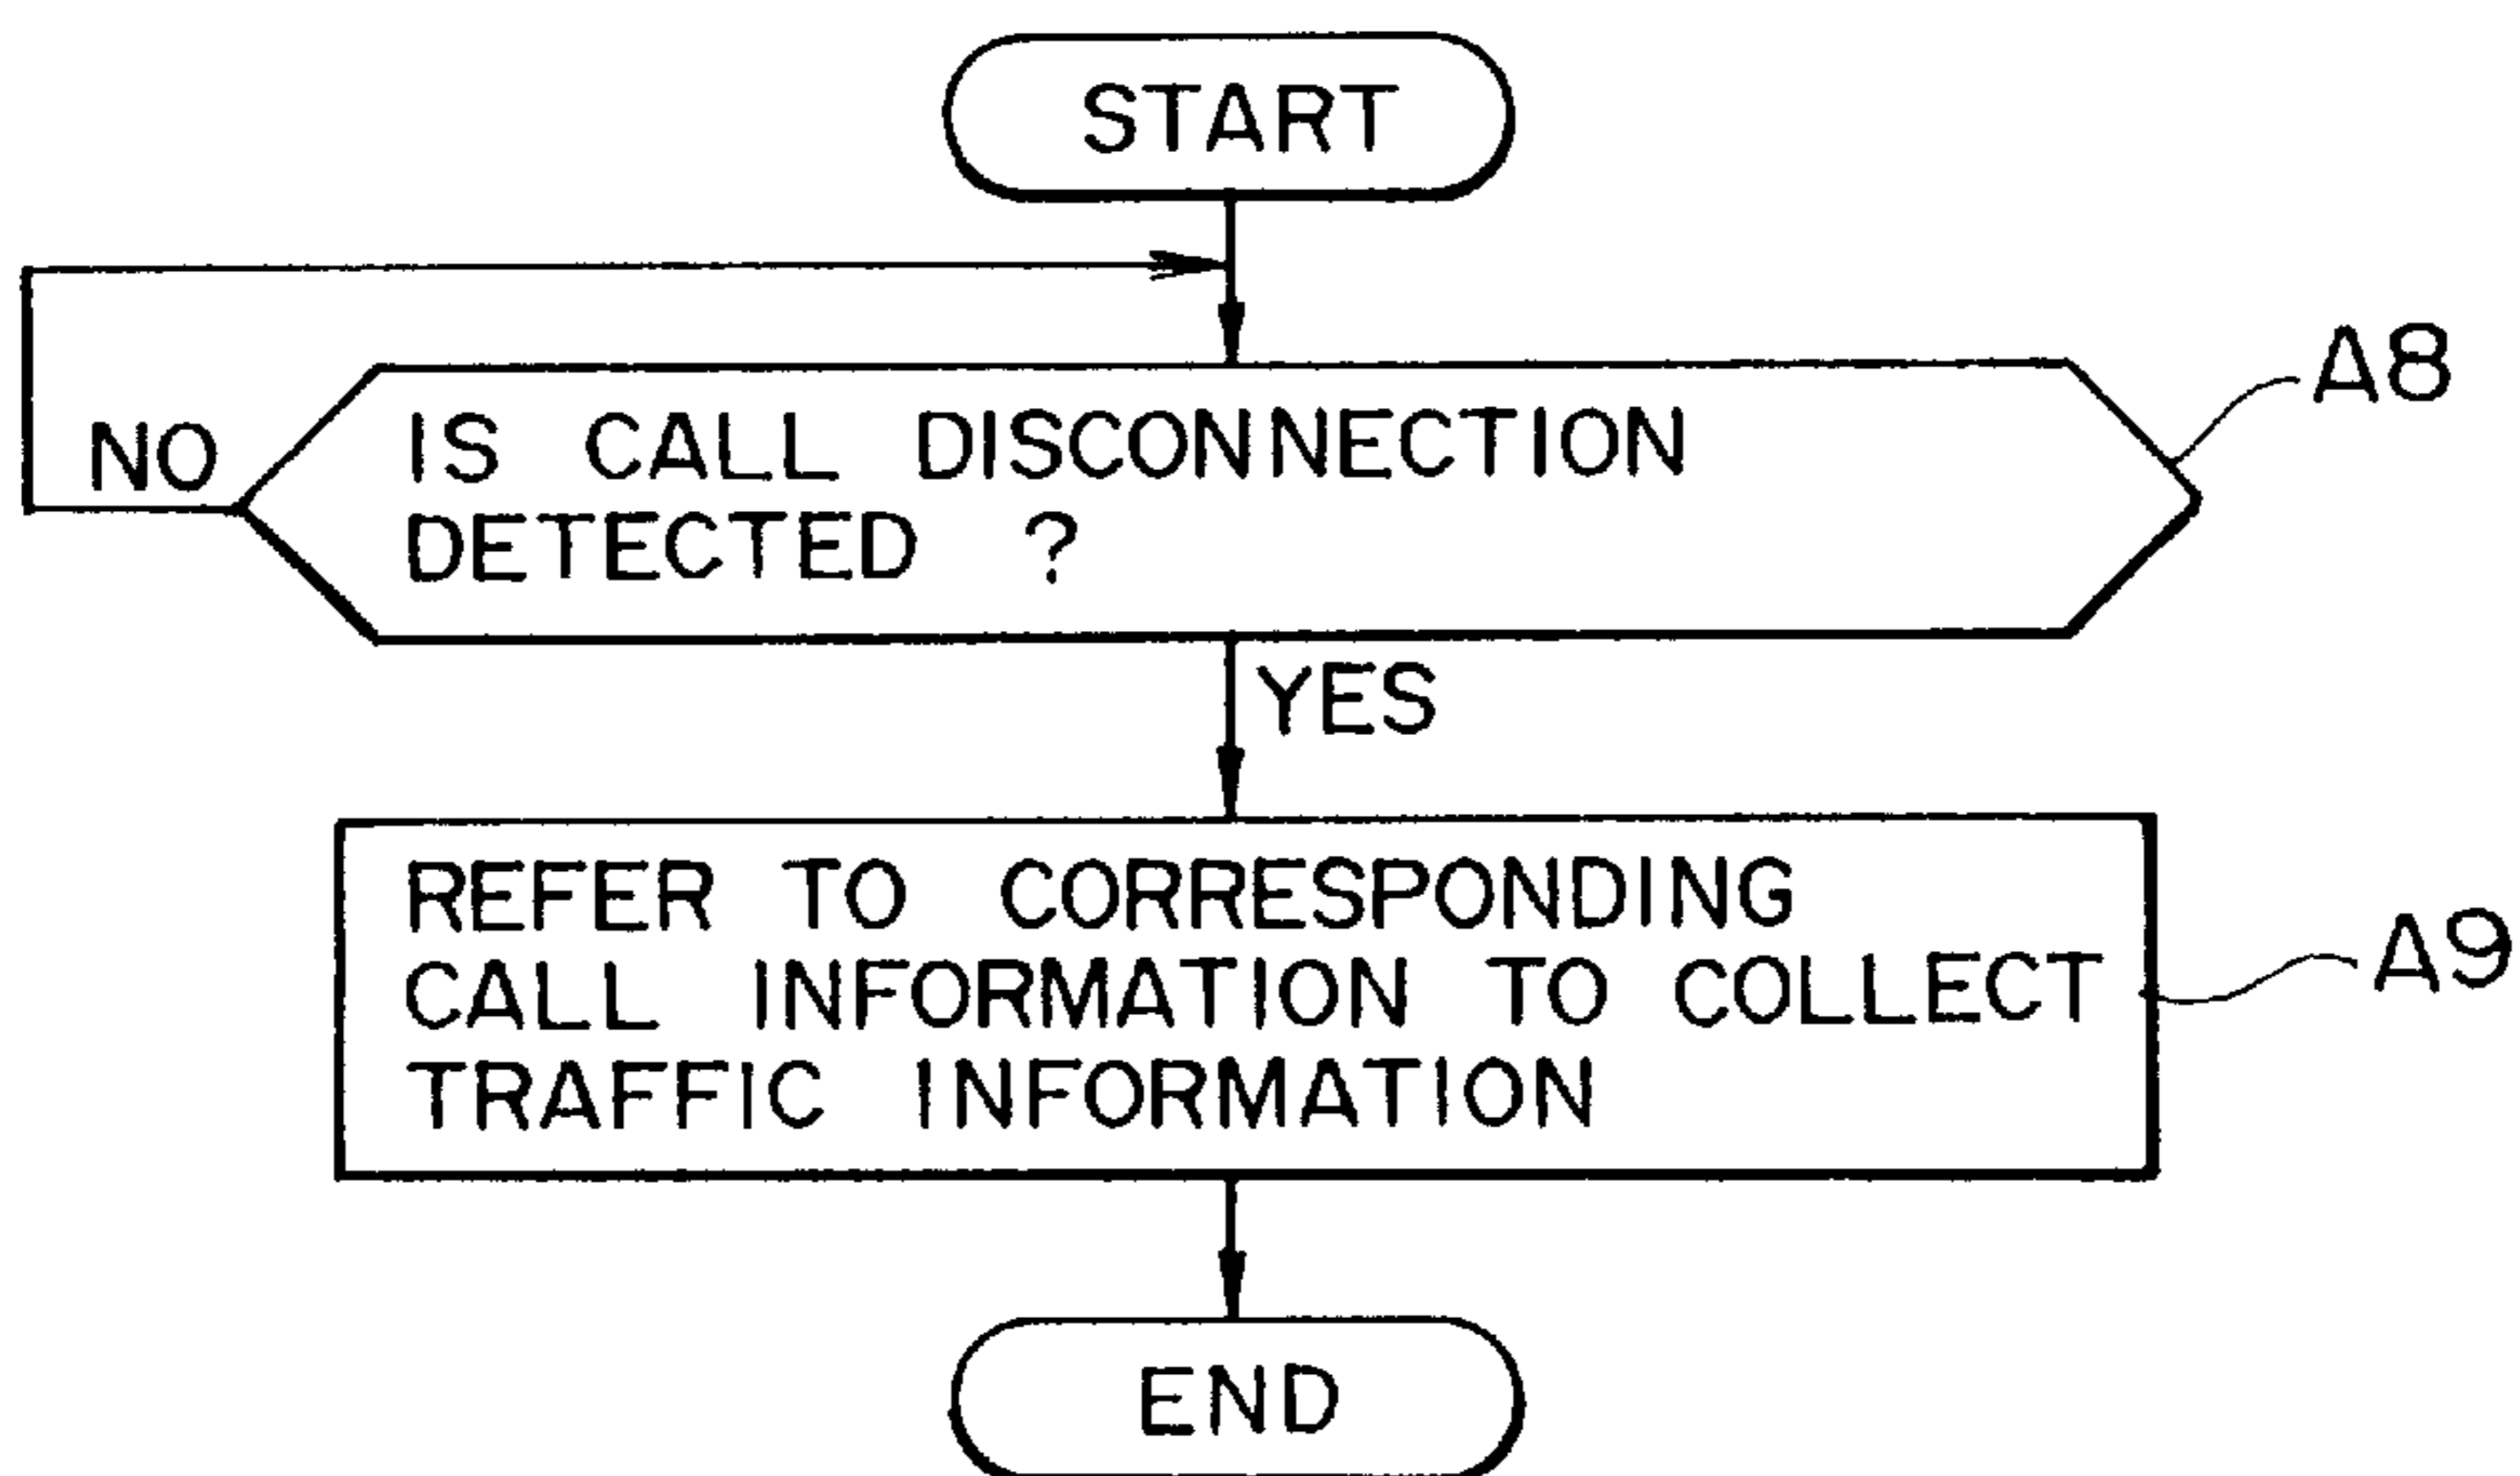 START
A8
NO
IS CALL DISCONNECTION
DETECTED ?
YES
REFER TO CORRESPONDING
CALL INFORMATION TO COLLECT
TRAFFIC INFORMATION
A9
END